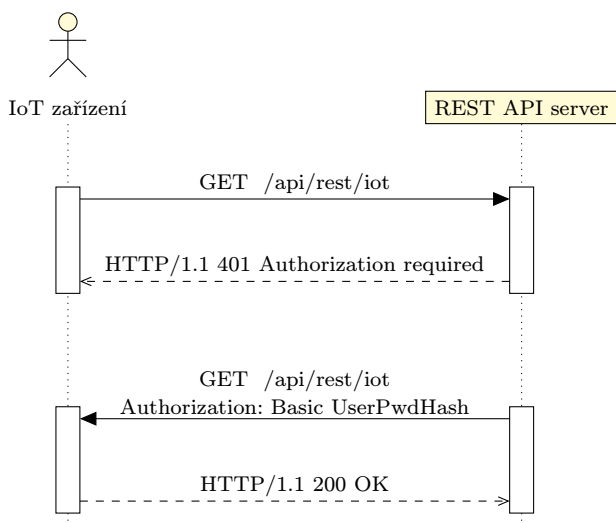 IoT zařízení
REST API server
GET /api/rest/iot
HTTP/1.1 401 Authorization required
GET /api/rest/iot
Authorization: Basic UserPwdHash
HTTP/1.1 200 OK